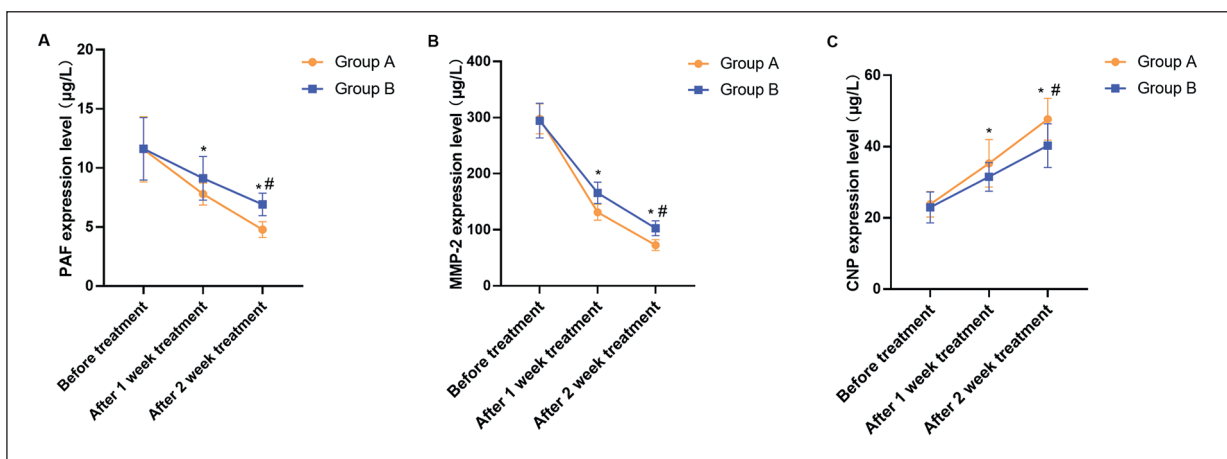 A
PAF expression level (μg/L)
20
15
10
5
0
Group A
Group B
*
*#
Before treatment
After 1 week treatment
After 2 week treatment
B
MMP-2 expression level (μg/L)
400
300
200
100
0
Group A
Group B
*
*#
Before treatment
After 1 week treatment
After 2 week treatment
C
CNP expression level (μg/L)
60
40
20
0
Group A
Group B
*
* #
Before treatment
After 1 week treatment
After 2 week treatment